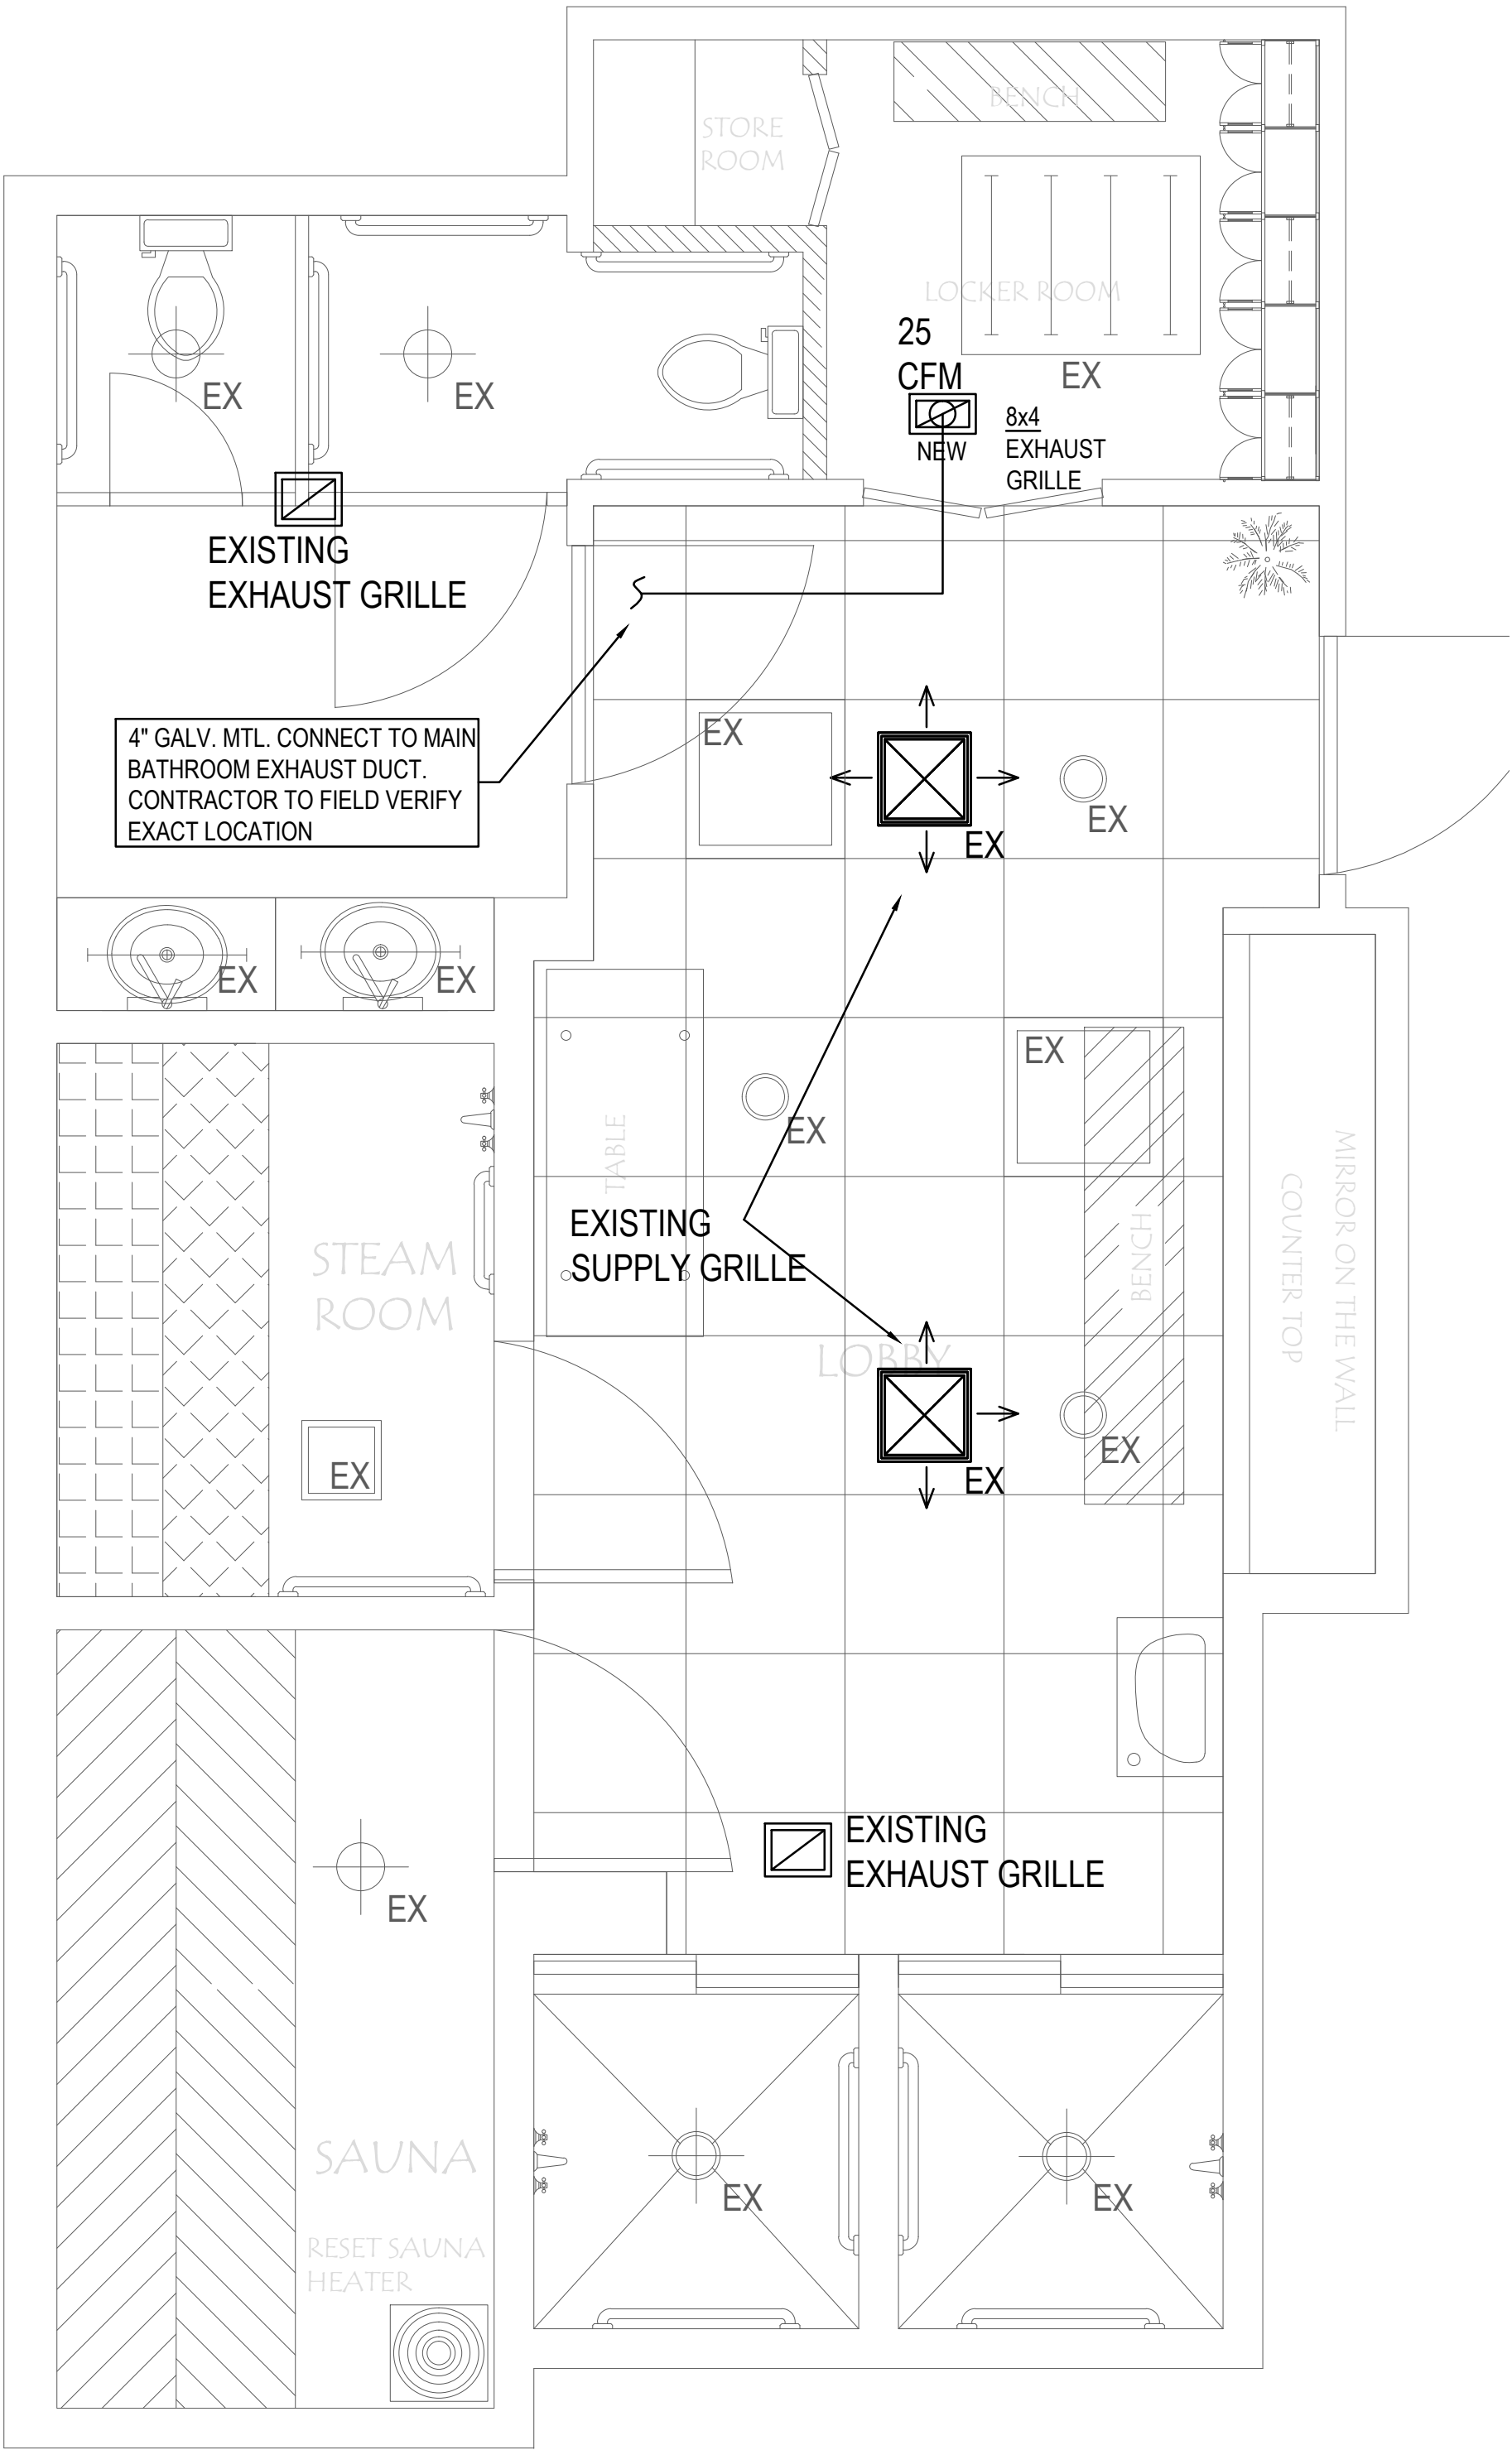 BENCH
STORE
ROOM
LOCKER ROOM
25
CFM
EX
EX
EX
8x4
EXHAUST
GRILLE
NEW
EXISTING
EXHAUST GRILLE
4" GALV. MTL. CONNECT TO MAIN
BATHROOM EXHAUST DUCT.
CONTRACTOR TO FIELD VERIFY
EXACT LOCATION
EX
EX
EX
EX
EX
EX
EX
TABLE
BENCH
MIRROR ON THE WALL
COUNTER TOP
EXISTING
SUPPLY GRILLE
STEAM
ROOM
LOBBY
EX
EX
EX
EXISTING
EXHAUST GRILLE
EX
SAUNA
EX
EX
RESET SAUNA
HEATER